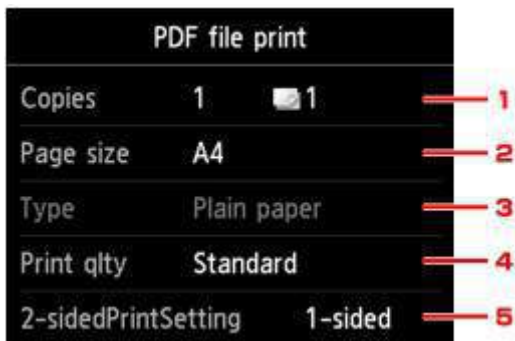 PDF file print
Copies 1 1 1
Page size A4 2
Type Plain paper 3
Print qlty Standard 4
2-sidedPrintSetting 1-sided 5